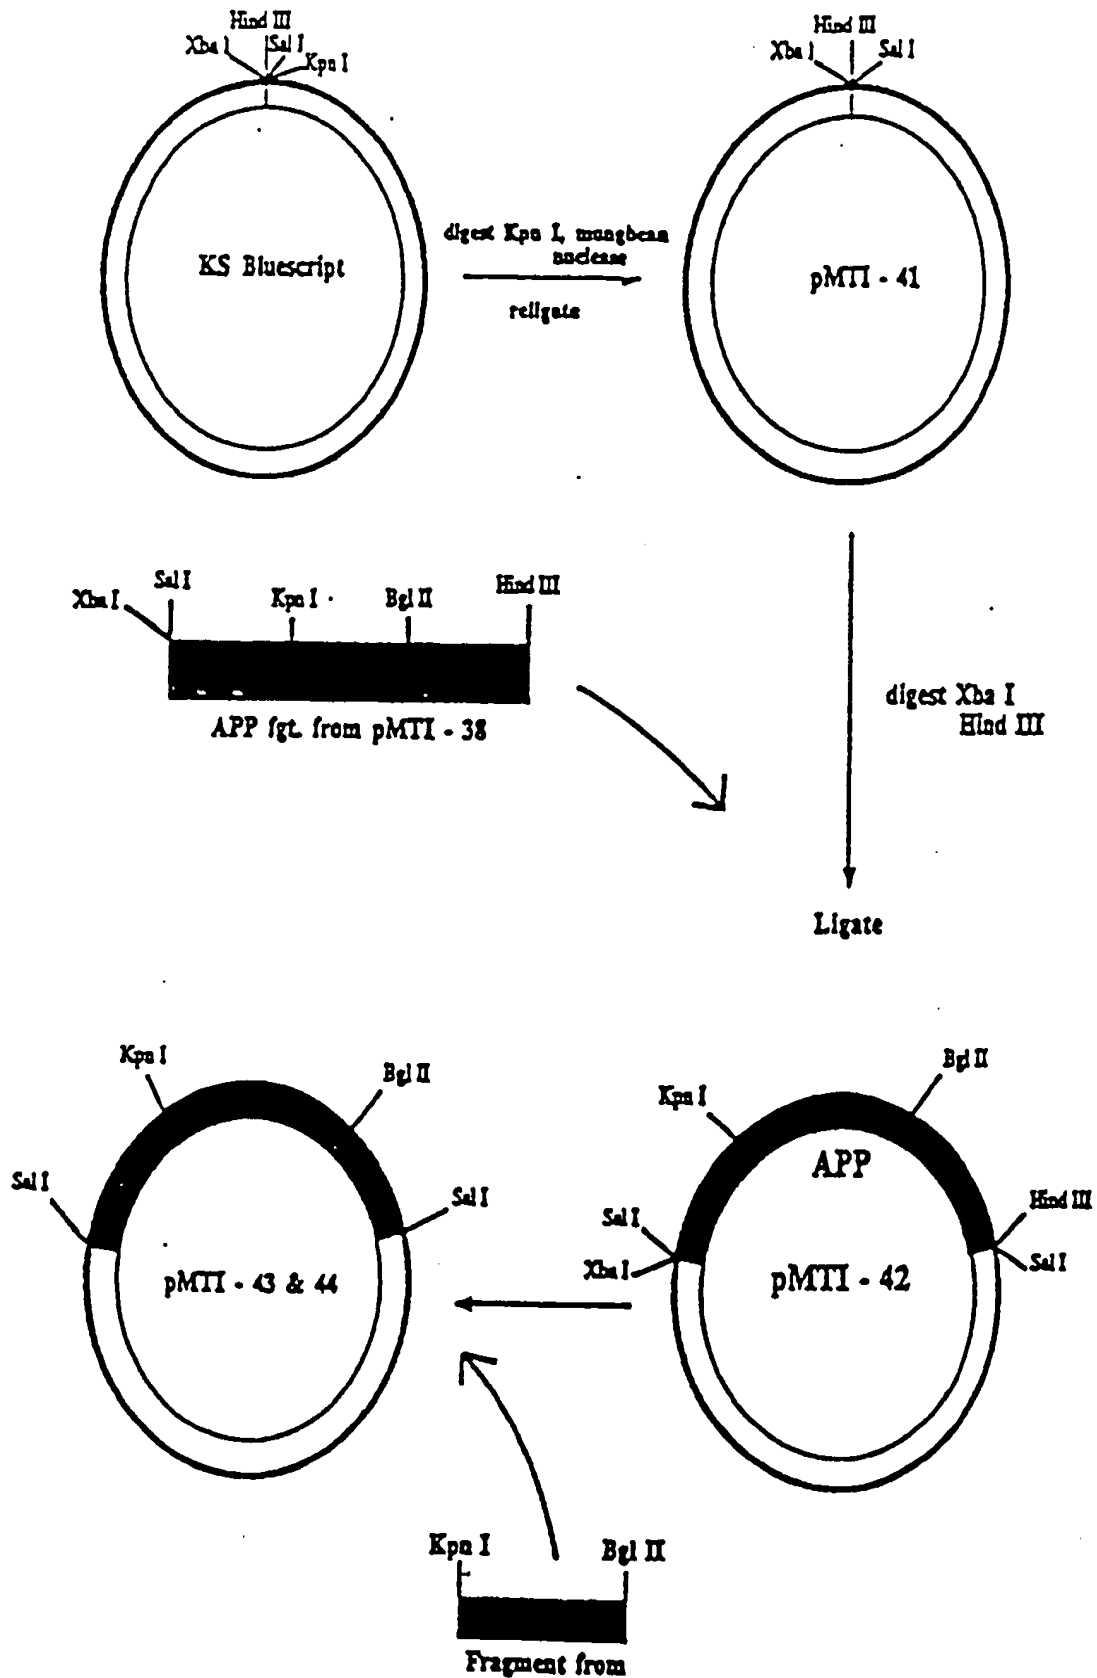 Hind III
Xba I
Sal I
Kpn I
KS Bluescript
digest Kpn I, mungbean
nuclease
religate
Hind III
Xba I
Sal I
pMTI - 41
Xba I
Sal I
Kpn I
Bgl II
Hind III
APP fgt. from pMTI - 38
digest Xba I
Hind III
Ligate
Kpn I
Bgl II
Sal I
Sal I
pMTI - 43 & 44
Kpn I
Bgl II
APP
Sal I
Xba I
Hind III
Sal I
pMTI - 42
Kpn I
Bgl II
Fragment from